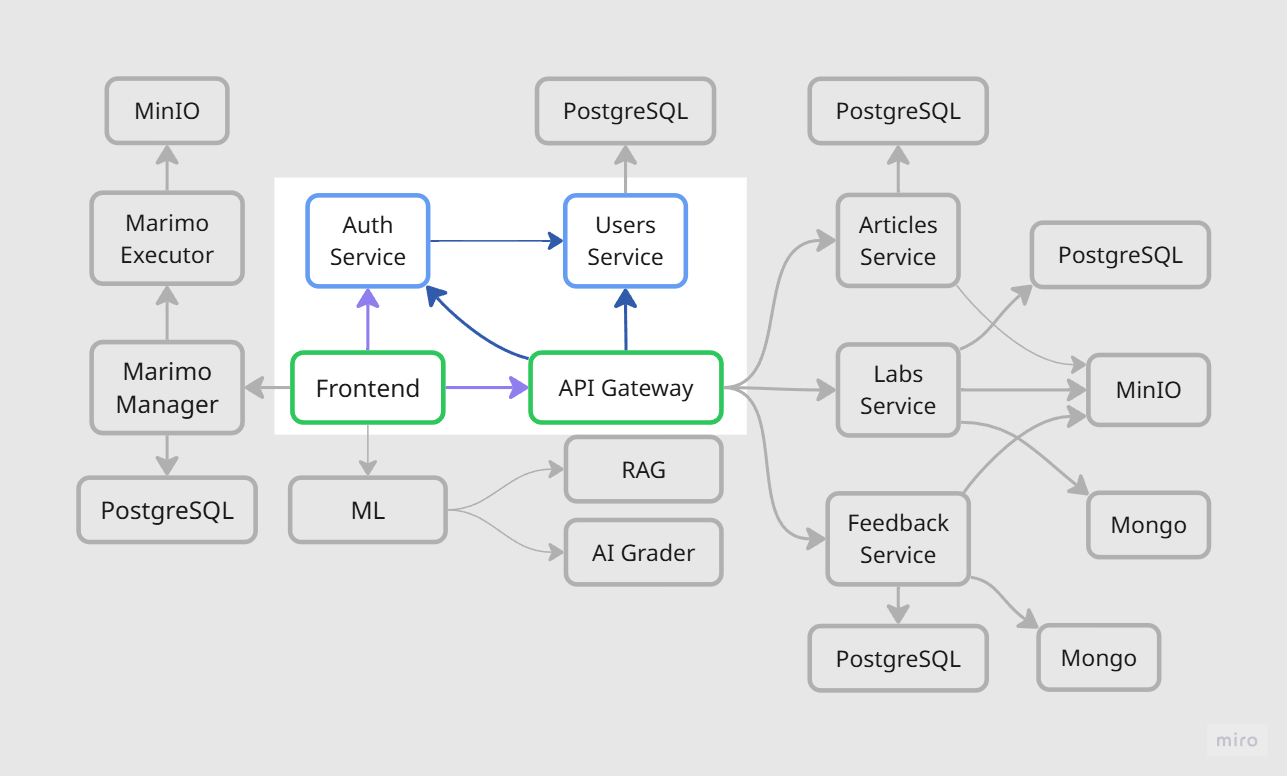 MinIO
PostgreSQL
PostgreSQL
Marimo
Executor
Auth
Service
Users
Service
Articles
Service
PostgreSQL
Marimo
Manager
Frontend
API Gateway
Labs
Service
MinIO
PostgreSQL
ML
RAG
AI Grader
Feedback
Service
Mongo
PostgreSQL
Mongo
miro